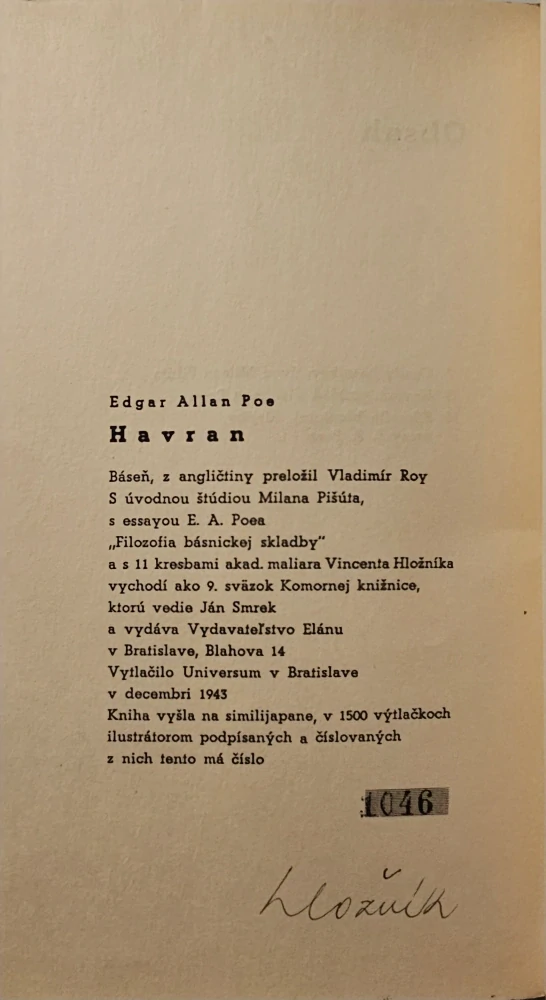 Edgar Allan Poe
Havran
Báseň, z angličtiny preložil Vladimír Roy
S úvodnou štúdiou Milana Pišúta,
s essayou E. A. Poea
„Filozofia básnickej skladby"
a s 11 kresbami akad. maliara Vincenta Hložníka
vychodí ako 9. sväzok Komornej knižnice,
ktorú vedie Ján Smrek
a vydáva Vydavateľstvo Elánu
v Bratislave, Blahova 14
Vytlačilo Universum v Bratislave
v decembri 1943
Kniha vyšla na similijapane, v 1500 výtlačkoch
ilustrátorom podpísaných a číslovaných
z nich tento má číslo
1046
Hložník